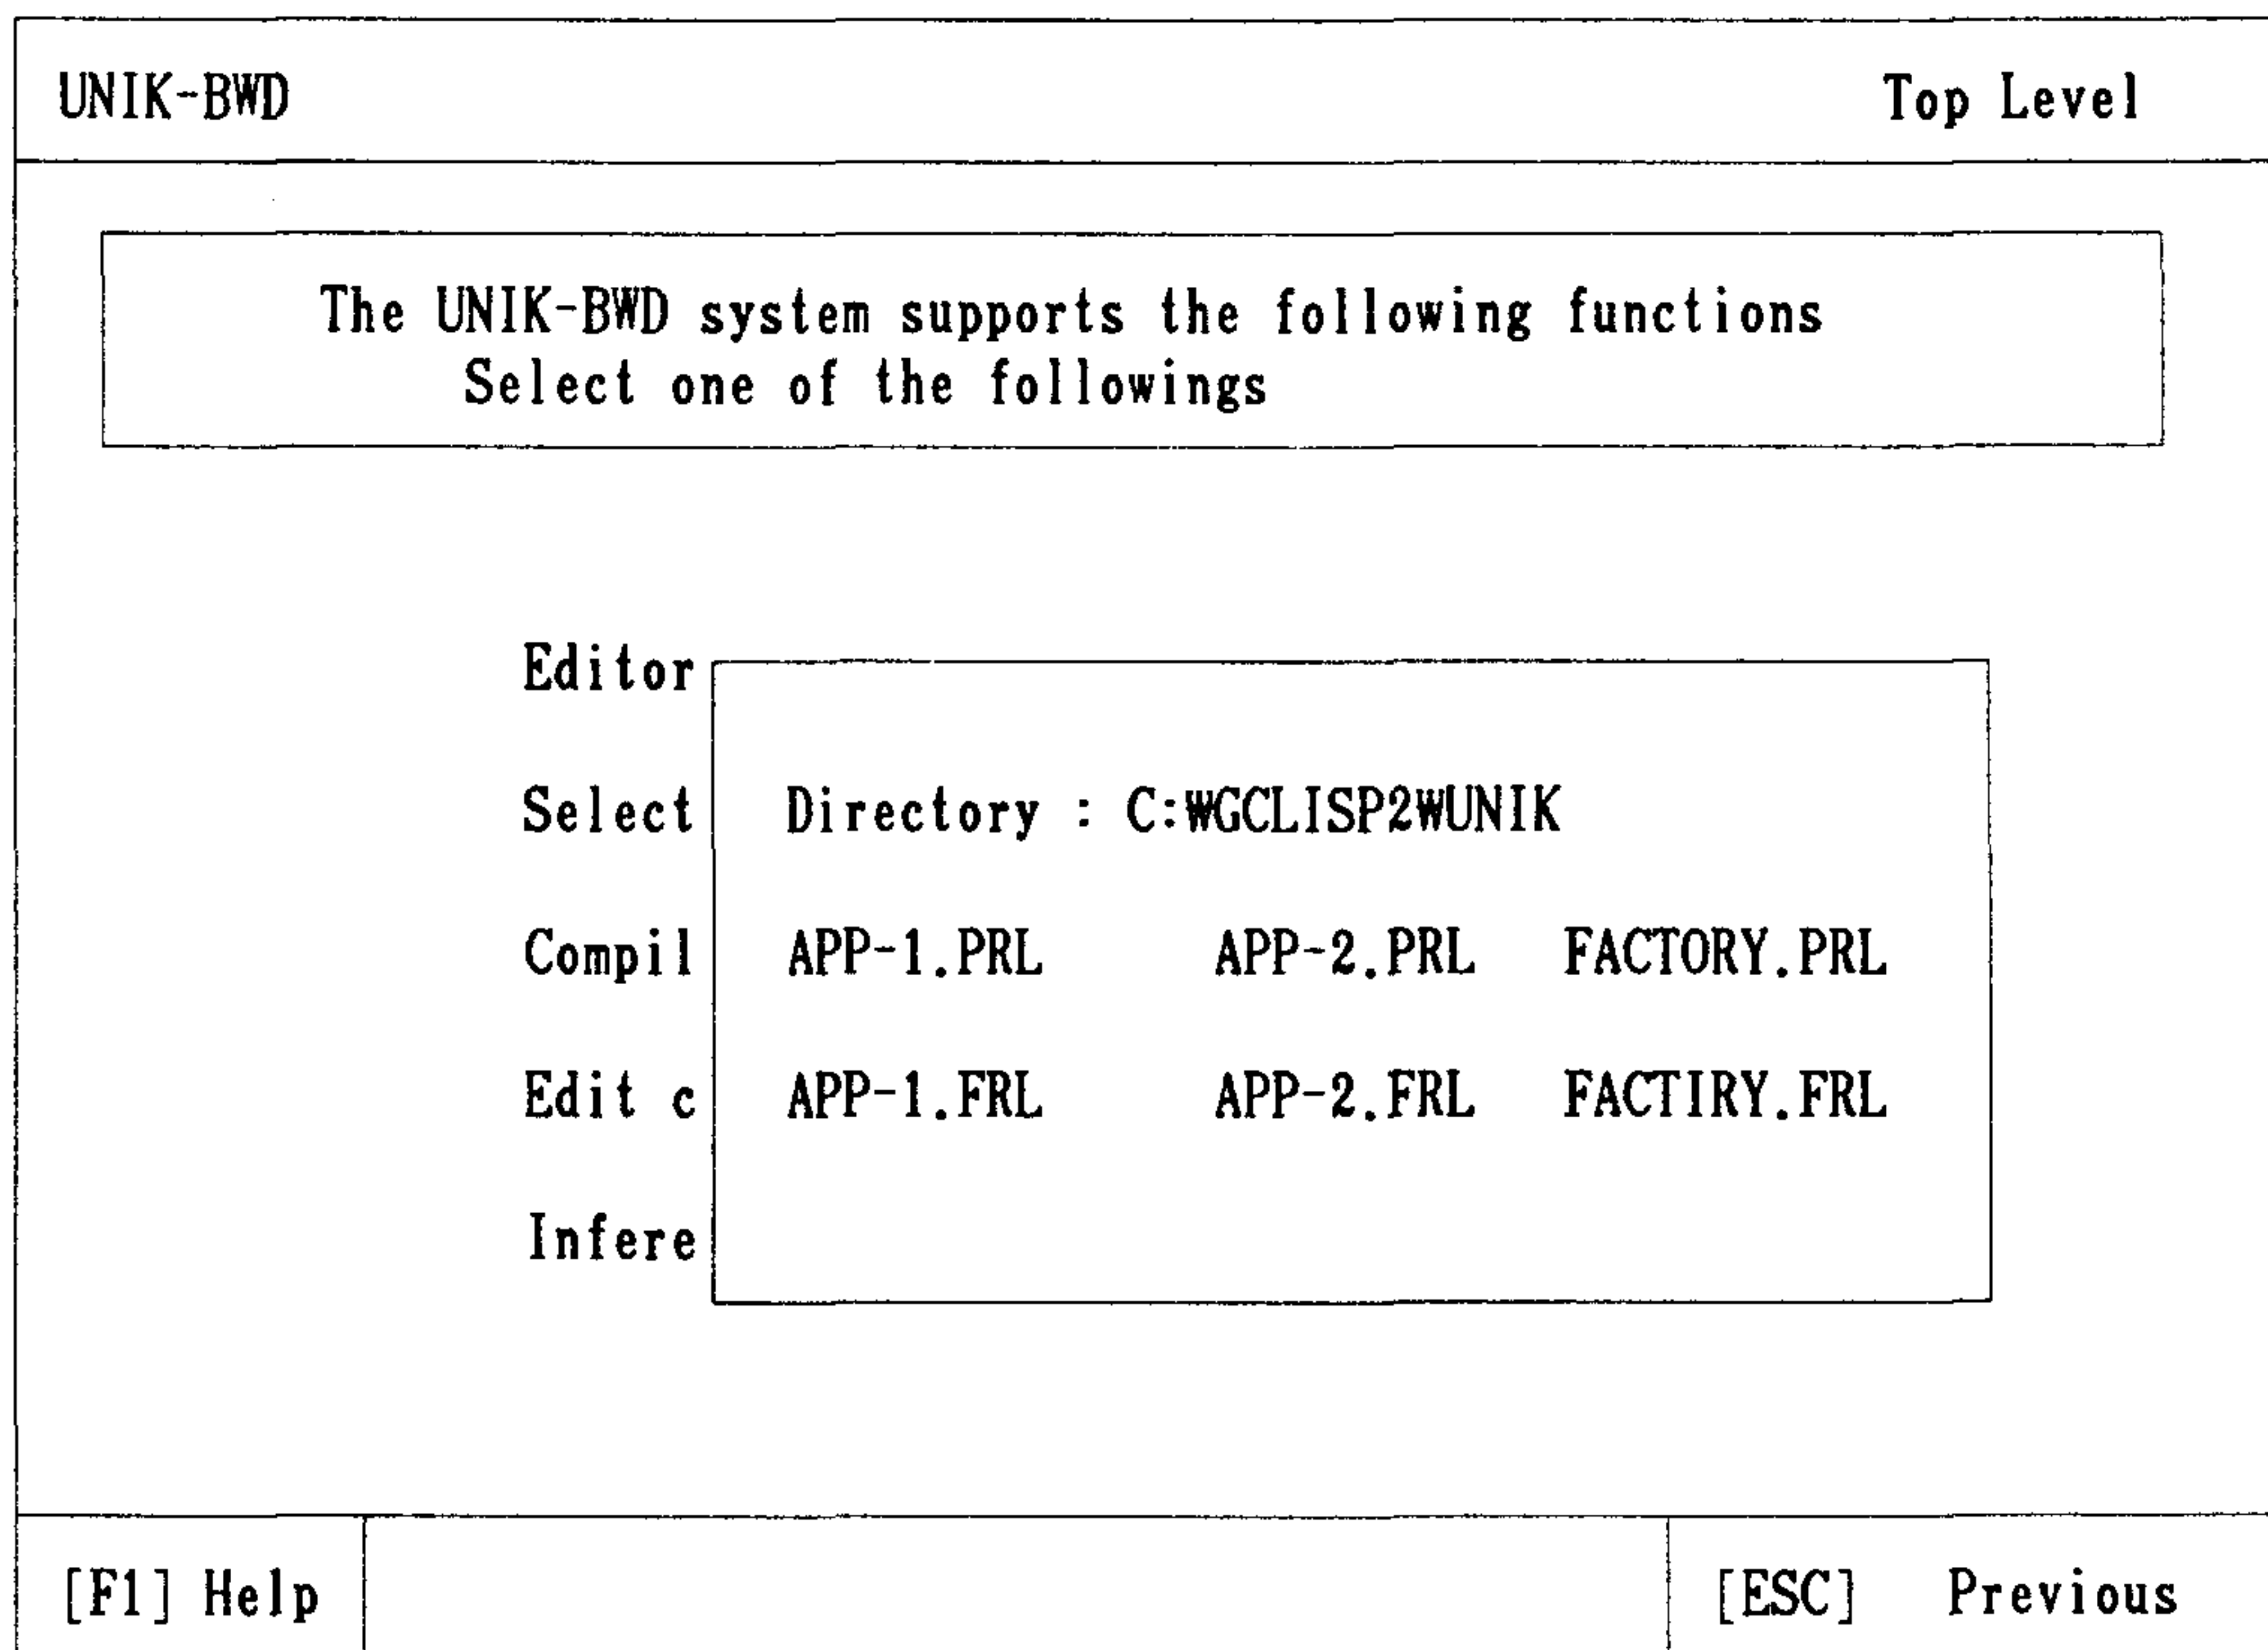 UNIK-BWD Top Level
The UNIK-BWD system supports the following functions
Select one of the followings
Editor
Select Directory : C:₩GCLISP2₩UNIK
Compil APP-1.PRL APP-2.PRL FACTORY.PRL
Edit c APP-1.FRL APP-2.FRL FACTIRY.FRL
Infere
[F1] Help [ESC] Previous